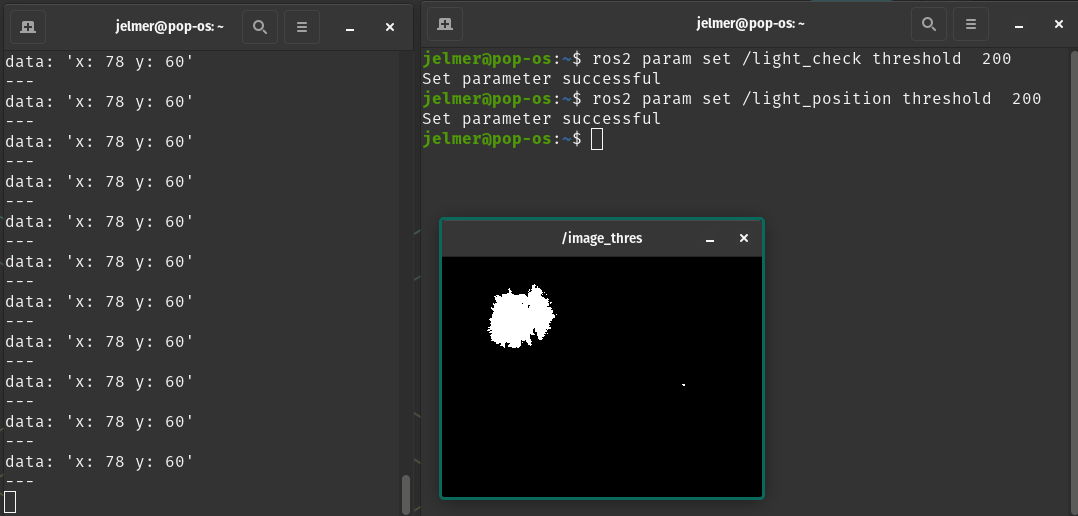 jelmer@pop-os: ~
data: 'x: 78 y: 60'
---
data: 'x: 78 y: 60'
---
data: 'x: 78 y: 60'
---
data: 'x: 78 y: 60'
---
data: 'x: 78 y: 60'
---
data: 'x: 78 y: 60'
---
data: 'x: 78 y: 60'
---
data: 'x: 78 y: 60'
---
data: 'x: 78 y: 60'
---
data: 'x: 78 y: 60'
---
data: 'x: 78 y: 60'
---
jelmer@pop-os: ~
jelmer@pop-os:~$ ros2 param set /light_check threshold  200
Set parameter successful
jelmer@pop-os:~$ ros2 param set /light_position threshold  200
Set parameter successful
jelmer@pop-os:~$
/image_thres